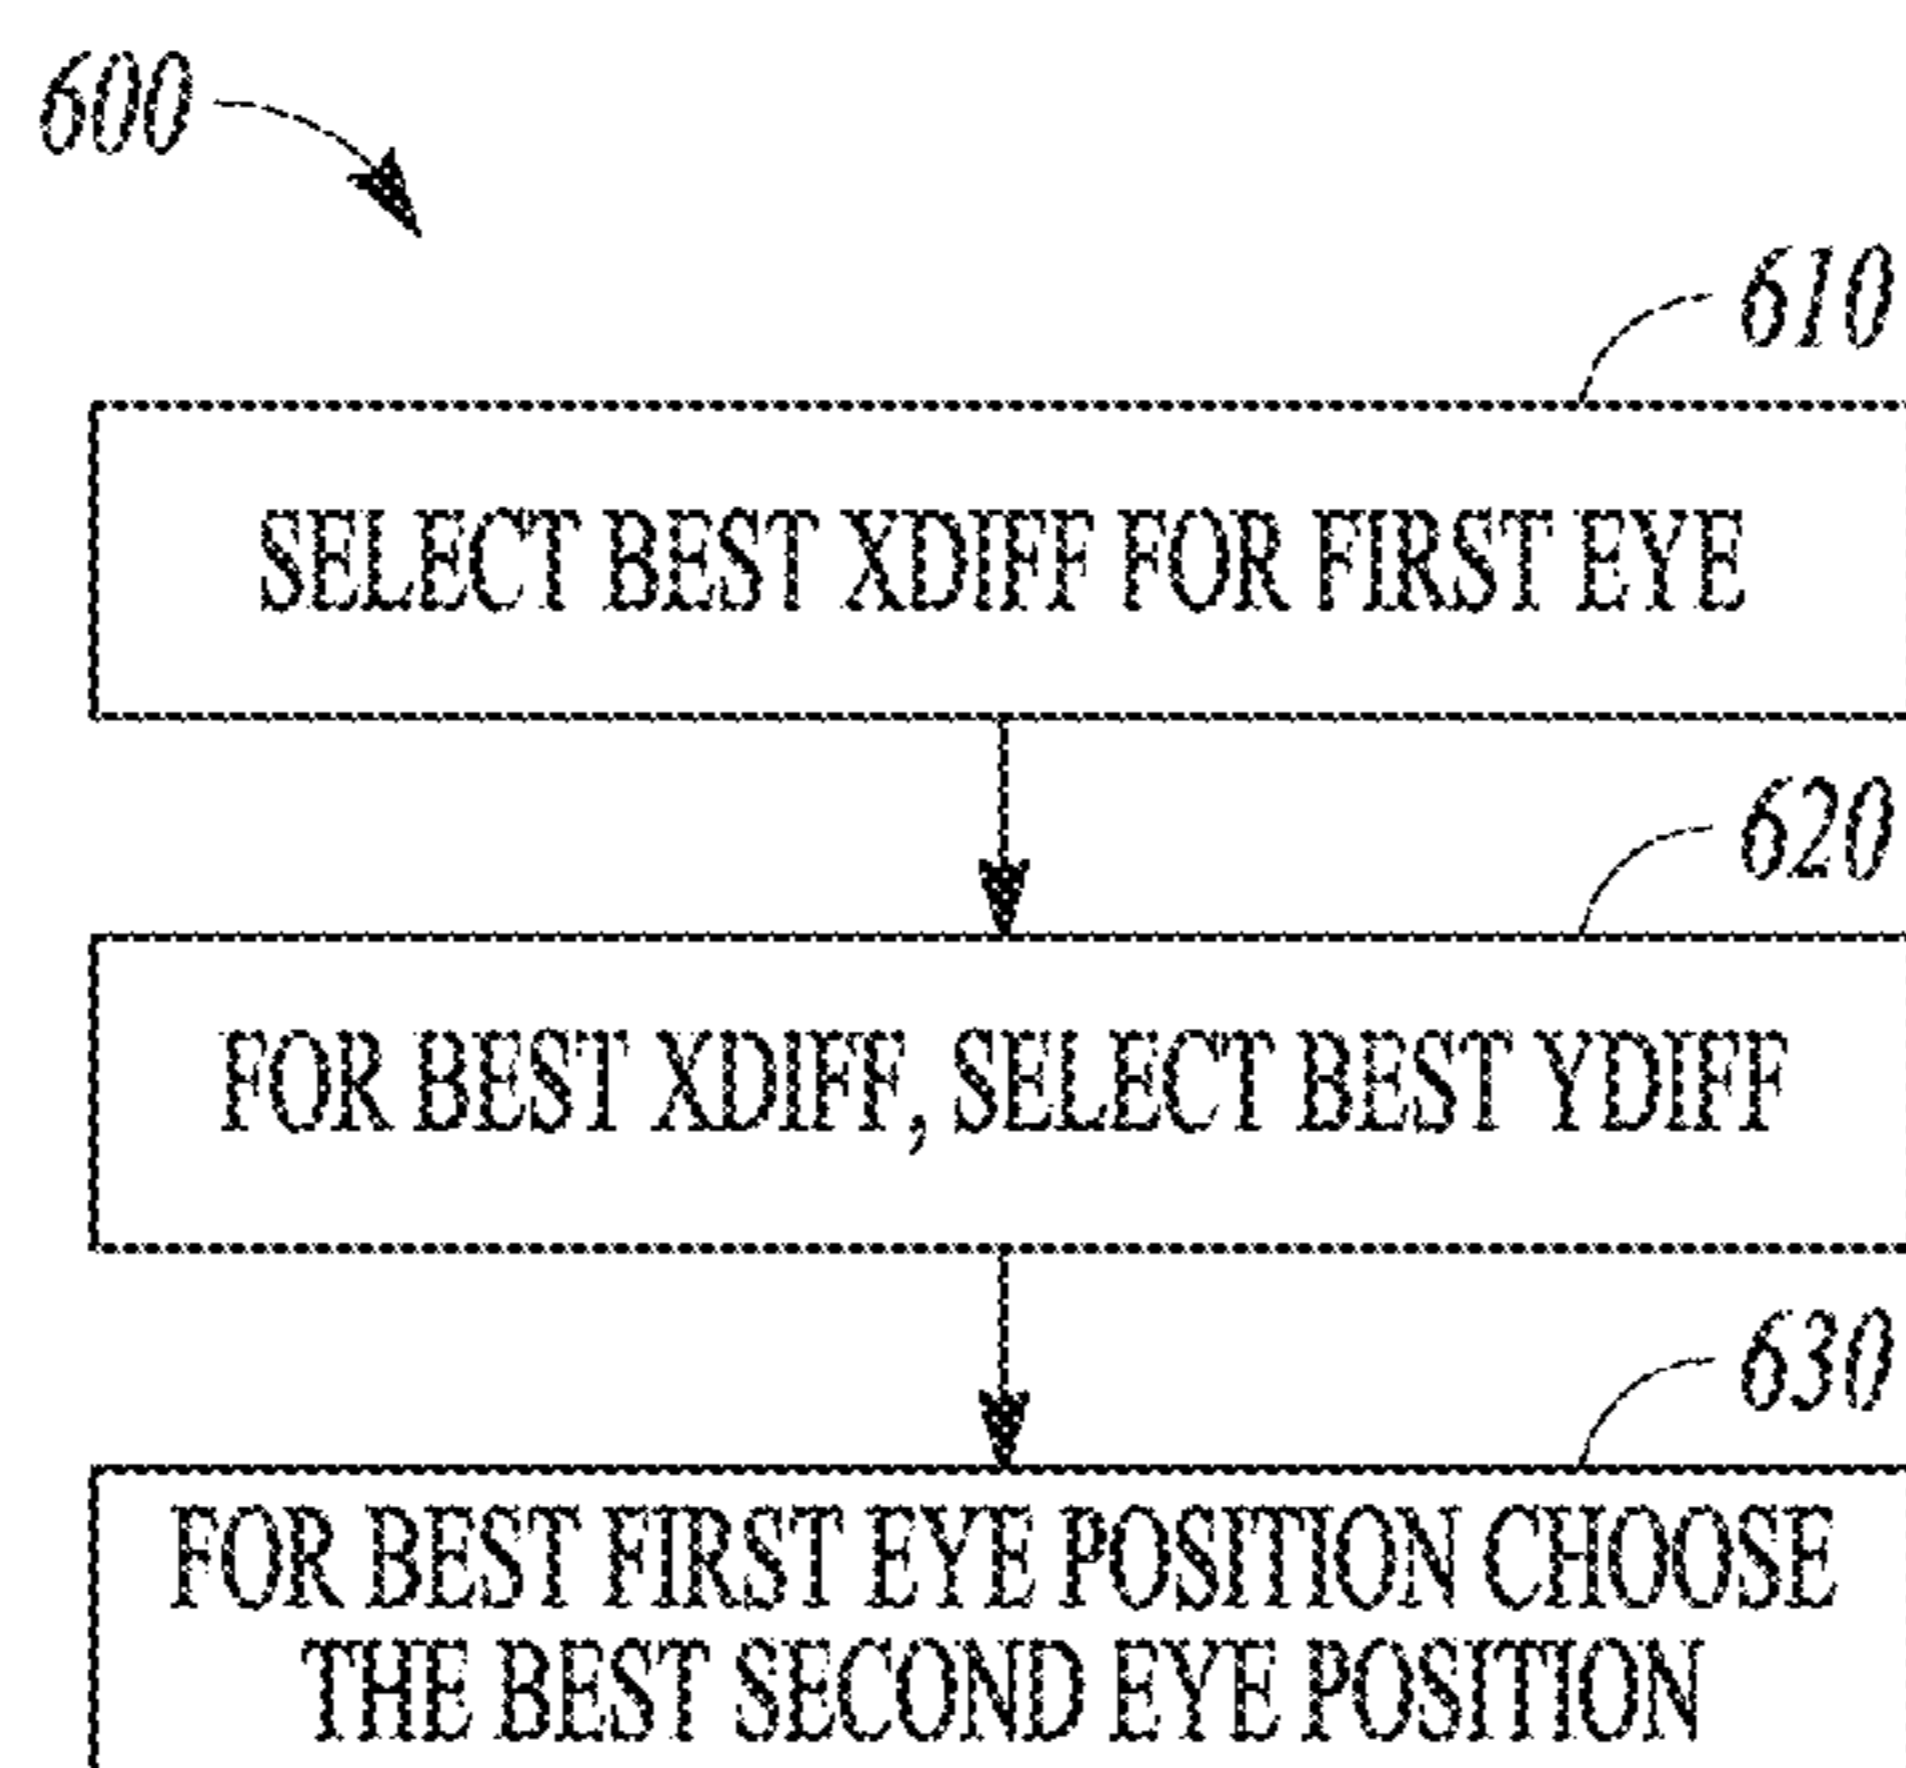 600
610
SELECT BEST XDIFF FOR FIRST EYE
620
FOR BEST XDIFF, SELECT BEST YDIFF
630
FOR BEST FIRST EYE POSITION CHOOSE
THE BEST SECOND EYE POSITION